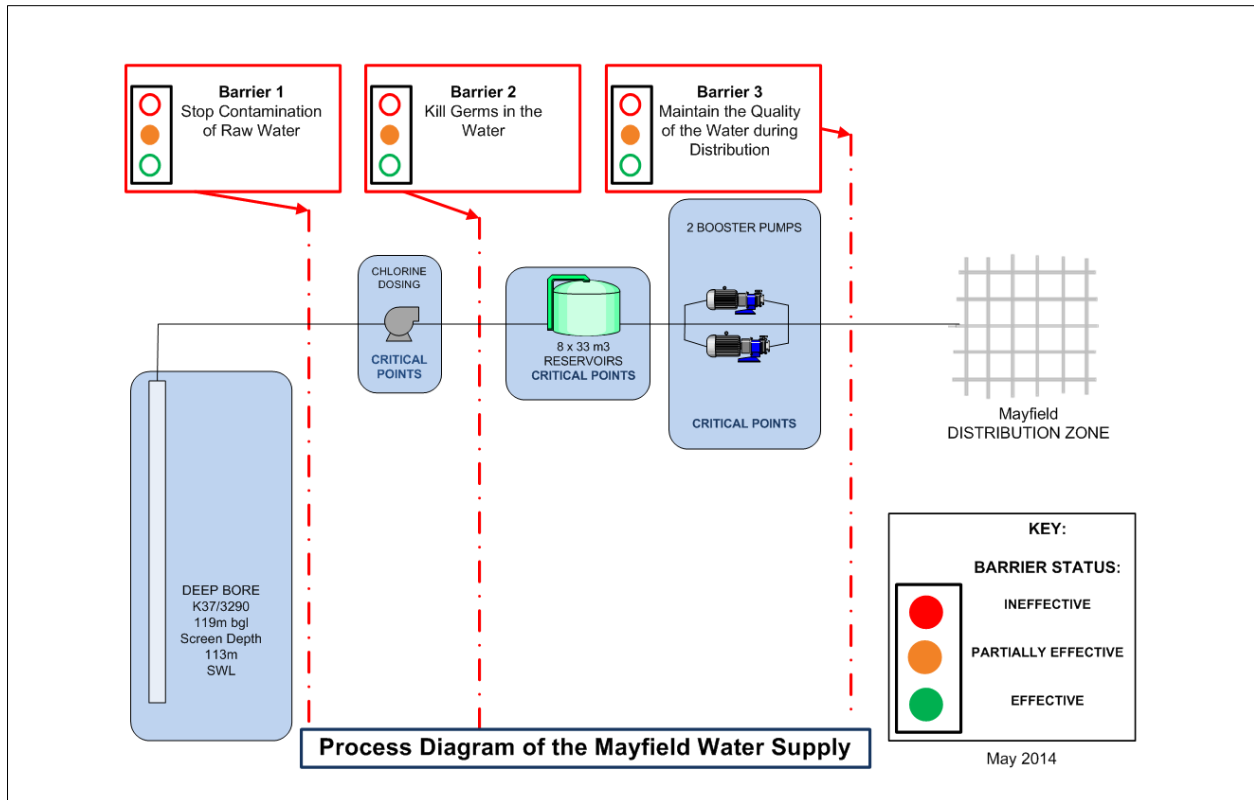 Barrier 1
Stop Contamination
of Raw Water
Barrier 2
Kill Germs in the
Water
Barrier 3
Maintain the Quality
of the Water during
Distribution
2 BOOSTER PUMPS
CRITICAL POINTS
CHLORINE
DOSING
CRITICAL
POINTS
8 x 33 m3
RESERVOIRS
CRITICAL POINTS
Mayfield
DISTRIBUTION ZONE
DEEP BORE
K37/3290
119m bgl
Screen Depth
113m
SWL
KEY:
BARRIER STATUS:
INEFFECTIVE
PARTIALLY EFFECTIVE
EFFECTIVE
Process Diagram of the Mayfield Water Supply
May 2014